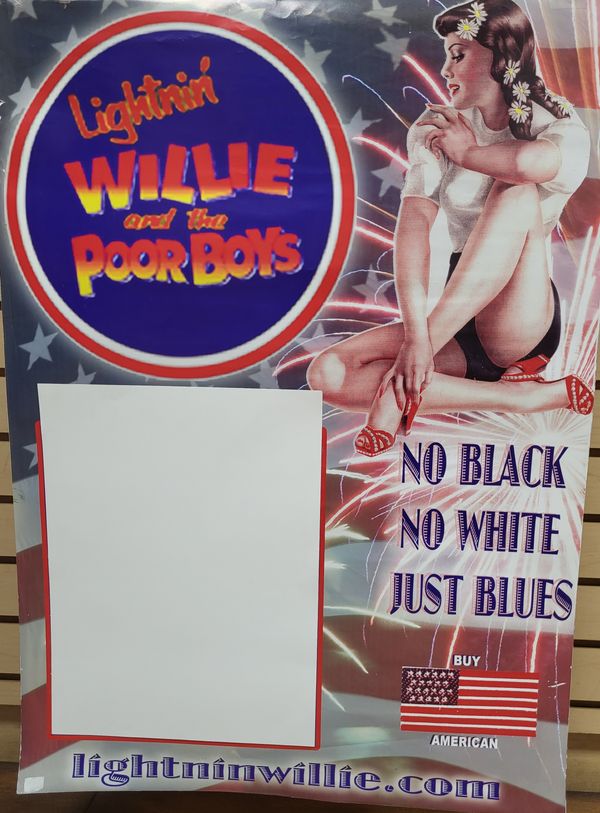 Lightnin'
WILLIE
and the
POOR BOYS
NO BLACK
NO WHITE
JUST BLUES
BUY
AMERICAN
lightninwillie.com